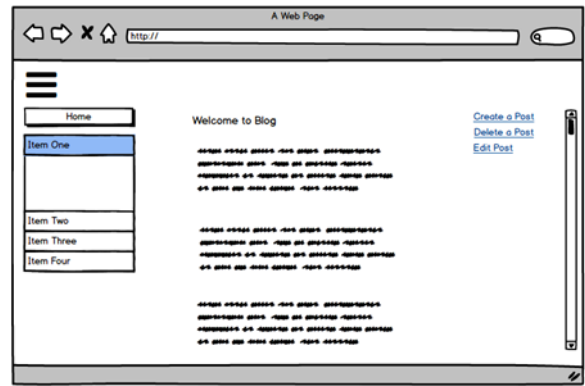 A Web Page
http://
Home
Item One
Item Two
Item Three
Item Four
Welcome to Blog
Create a Post
Delete a Post
Edit Post